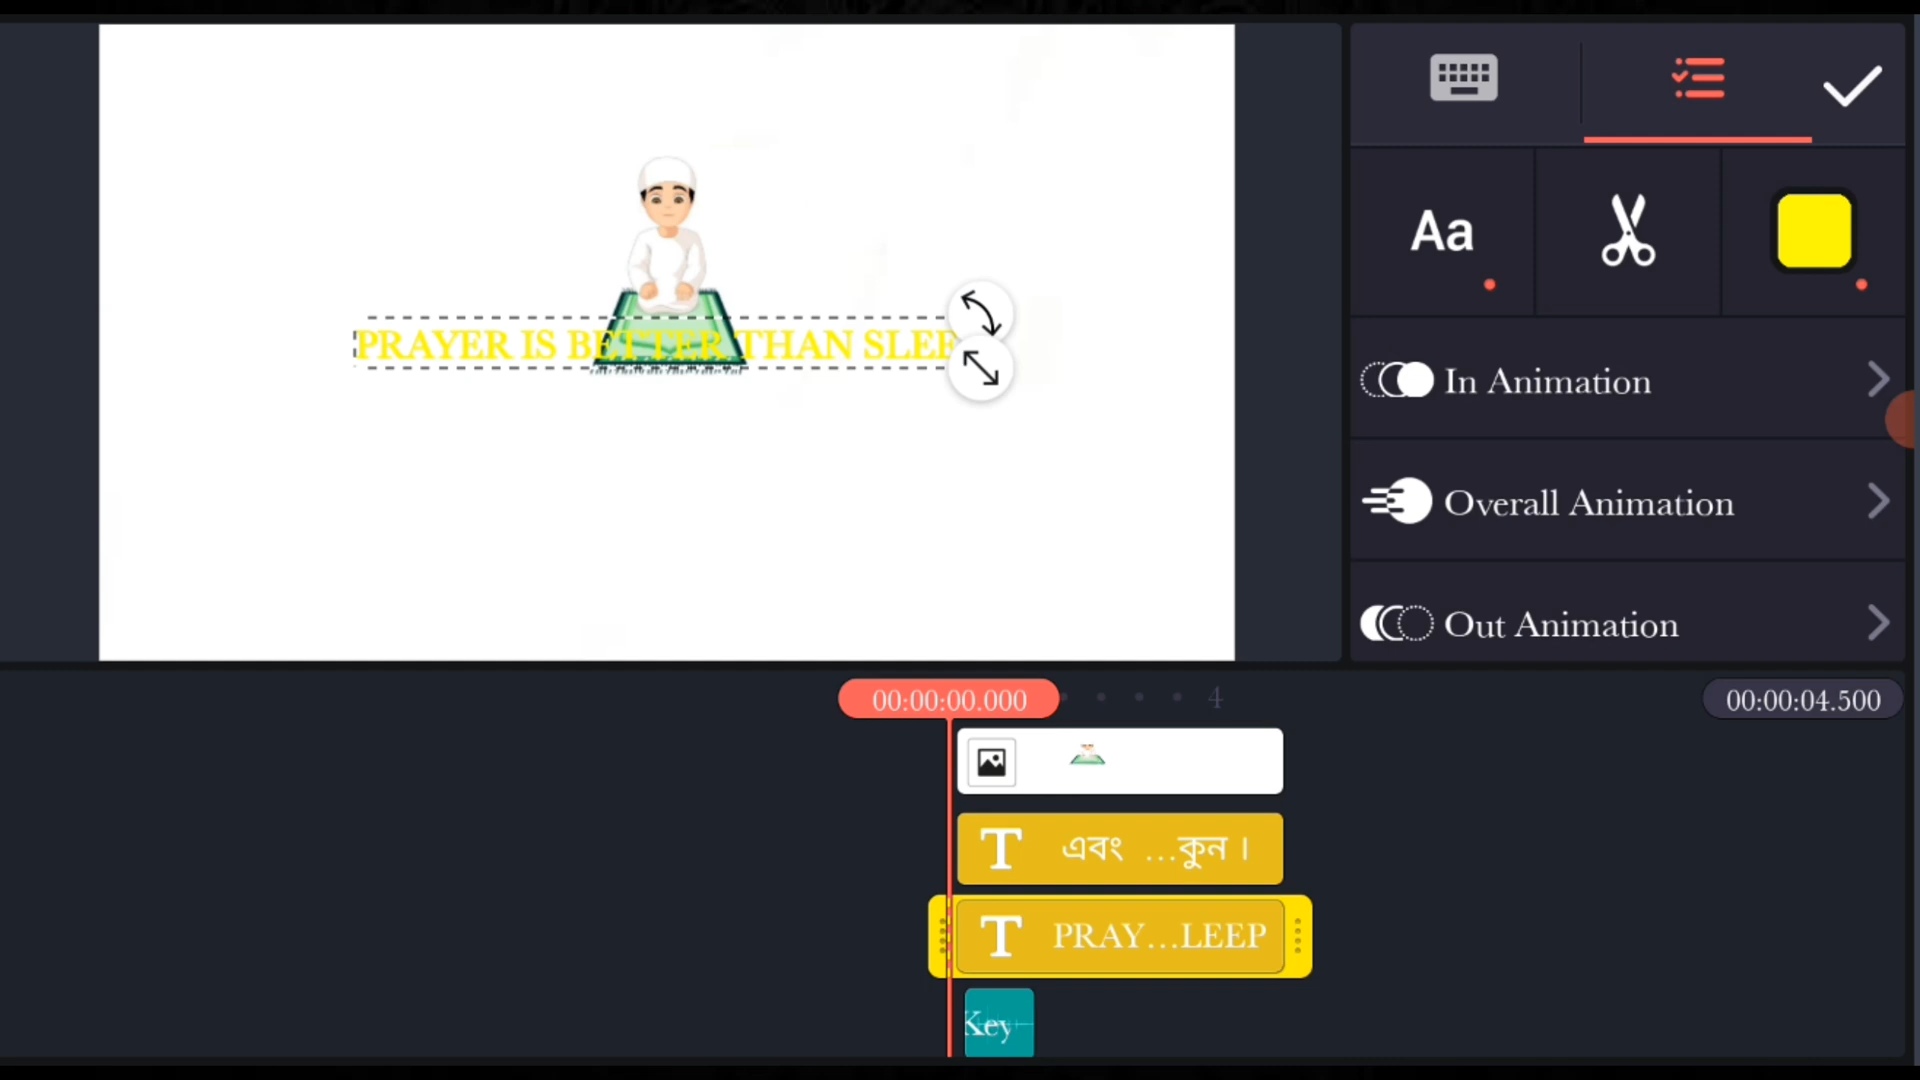 PRAYER IS BETTER THAN SLEE
Aa
In Animation
Overall Animation
Out Animation
00:00:00.000
4
00:00:04.500
T এবং ...কুন ।
T PRAY...LEEP
Key